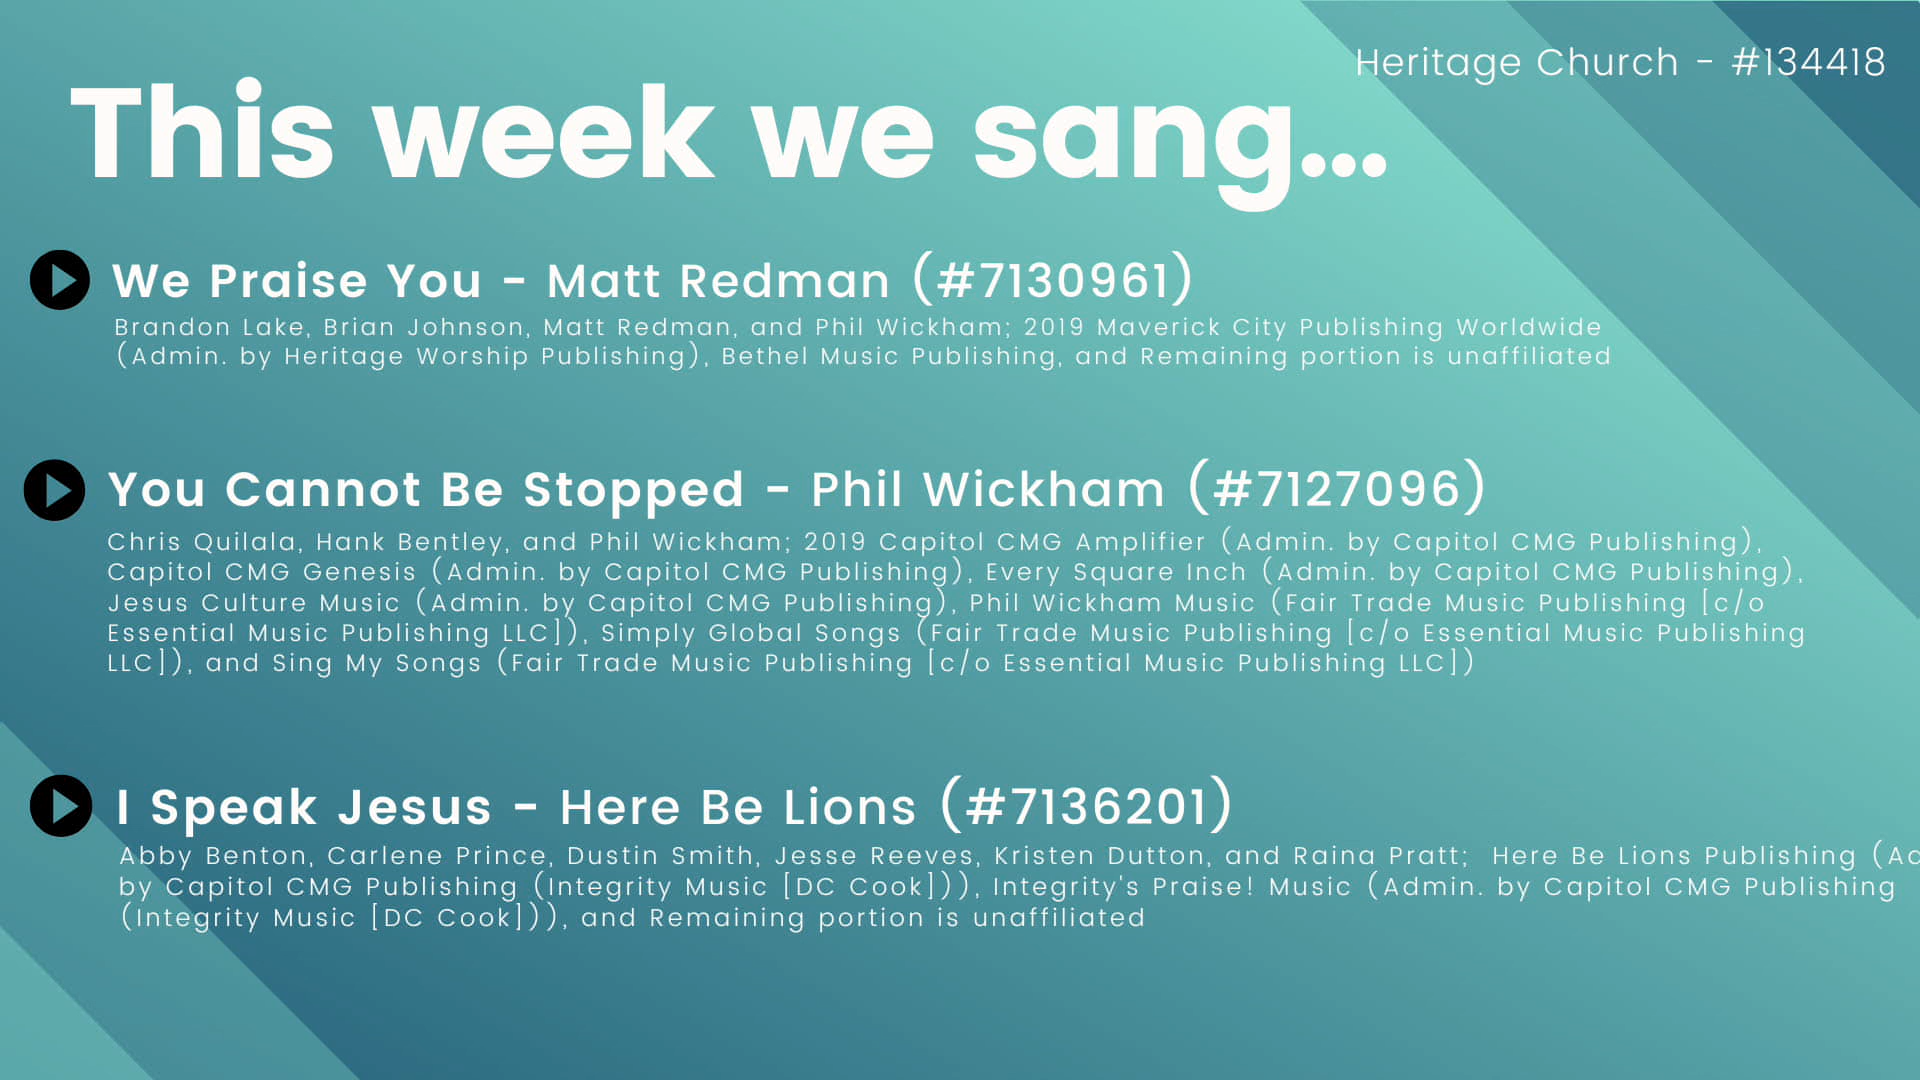 Heritage Church - #134418
This week we sang...
We Praise You - Matt Redman (#7130961)
Brandon Lake, Brian Johnson, Matt Redman, and Phil Wickham; 2019 Maverick City Publishing Worldwide
(Admin. by Heritage Worship Publishing), Bethel Music Publishing, and Remaining portion is unaffiliated
You Cannot Be Stopped - Phil Wickham (#7127096)
Chris Quilala, Hank Bentley, and Phil Wickham; 2019 Capitol CMG Amplifier (Admin. by Capitol CMG Publishing),
Capitol CMG Genesis (Admin. by Capitol CMG Publishing), Every Square Inch (Admin. by Capitol CMG Publishing),
Jesus Culture Music (Admin. by Capitol CMG Publishing), Phil Wickham Music (Fair Trade Music Publishing [c/o
Essential Music Publishing LLC]), Simply Global Songs (Fair Trade Music Publishing [c/o Essential Music Publishing
LLC]), and Sing My Songs (Fair Trade Music Publishing [c/o Essential Music Publishing LLC])
I Speak Jesus - Here Be Lions (#7136201)
Abby Benton, Carlene Prince, Dustin Smith, Jesse Reeves, Kristen Dutton, and Raina Pratt; Here Be Lions Publishing
by Capitol CMG Publishing (Integrity Music [DC Cook])), Integrity's Praise! Music (Admin. by Capitol CMG Publishing
(Integrity Music [DC Cook])), and Remaining portion is unaffiliated